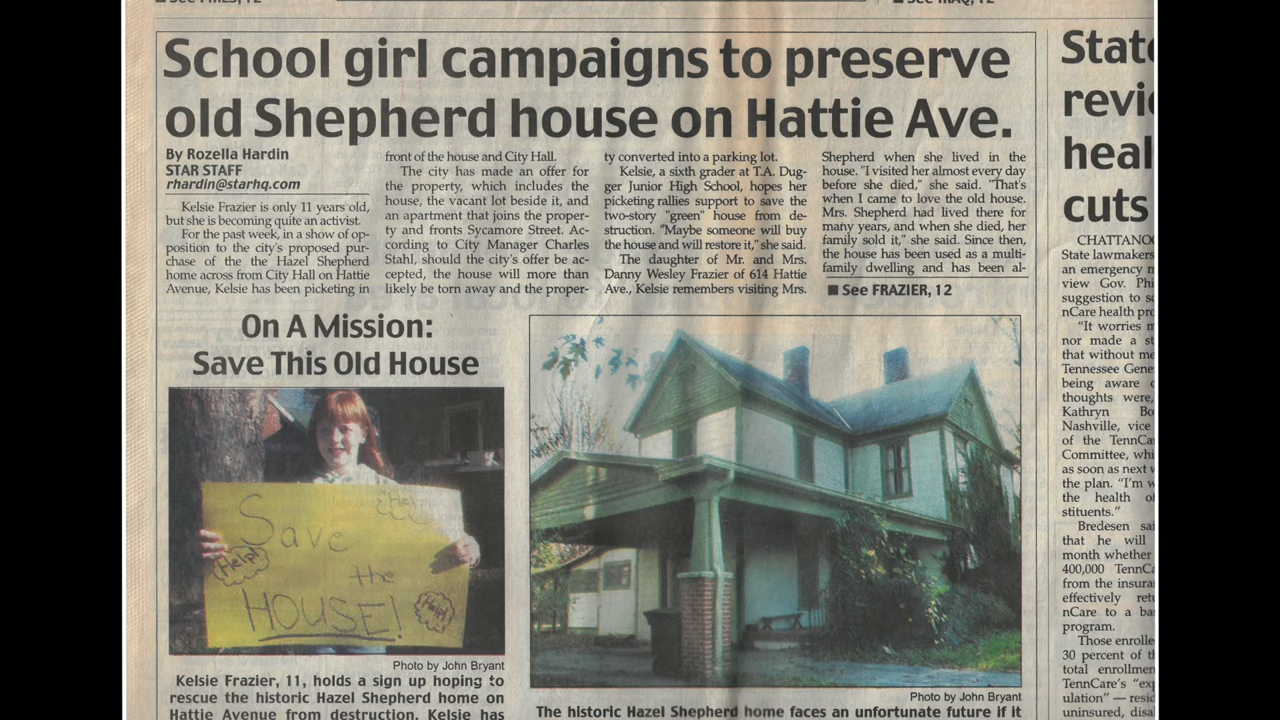 School girl campaigns to preserve
old Shepherd house on Hattie Ave.
By Rozella Hardin
STAR STAFF
rhardin@starhq.com
Kelsie Frazier is only 11 years old,
but she is becoming quite an activist.
For the past week, in a show of op-
position to the city's proposed pur-
chase of the the Hazel Shepherd
home across from City Hall on Hattie
Avenue, Kelsie has been picketing in
front of the house and City Hall.
The city has made an offer for
the property, which includes the
house, the vacant lot beside it, and
an apartment that joins the proper-
ty and fronts Sycamore Street. Ac-
cording to City Manager Charles
Stahl, should the city's offer be ac-
cepted, the house will more than
likely be torn away and the proper-
ty converted into a parking lot.
Kelsie, a sixth grader at T.A. Dug-
ger Junior High School, hopes her
picketing rallies support to save the
two-story "green" house from de-
struction. "Maybe someone will buy
the house and will restore it," she said.
The daughter of Mr. and Mrs.
Danny Wesley Frazier of 614 Hattie
Ave., Kelsie remembers visiting Mrs.
Shepherd when she lived in the
house. "I visited her almost every day
before she died," she said. "That's
when I came to love the old house.
Mrs. Shepherd had lived there for
many years, and when she died, her
family sold it," she said. Since then,
the house has been used as a multi-
family dwelling and has been al-
■ See FRAZIER, 12
On A Mission:
Save This Old House
Help!
Save
Help!
the
HOUSE!
Help!
Photo by John Bryant
Kelsie Frazier, 11, holds a sign up hoping to
rescue the historic Hazel Shepherd home on
Hattie Avenue from destruction. Kelsie has
Photo by John Bryant
The historic Hazel Shepherd home faces an unfortunate future if it
State
revi
heal
cuts
CHATTANO
State lawmakers
an emergency
view Gov.
suggestion to
nCare health
"It worries
nor made a
that without
Tennessee
being aware
thoughts were,
Kathryn
Nashville, vice
of the
Committee,
as soon as next
the plan. "I'm
the health
stituents."
Bredesen
that he will
month whether
400,000
from the
effectively
nCare to a
program.
Those
30 percent of
total
TennCare's
ulation" —
uninsured,